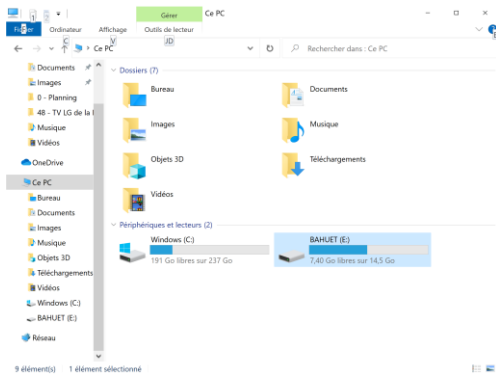 1
2
Gérer
Ce PC
Fichier
Ordinateur
Affichage
Outils de lecteur
C
V
JD
Ce PC
Rechercher dans : Ce PC
Documents
Images
0 - Planning
48 - TV LG de la l
Musique
Vidéos
OneDrive
Ce PC
Bureau
Documents
Images
Musique
Objets 3D
Téléchargements
Vidéos
Windows (C:)
BAHUET (E:)
Réseau
Dossiers (7)
Bureau
Documents
Images
Musique
Objets 3D
Téléchargements
Vidéos
Périphériques et lecteurs (2)
Windows (C:)
191 Go libres sur 237 Go
BAHUET (E:)
7,40 Go libres sur 14,5 Go
9 élément(s)
1 élément sélectionné